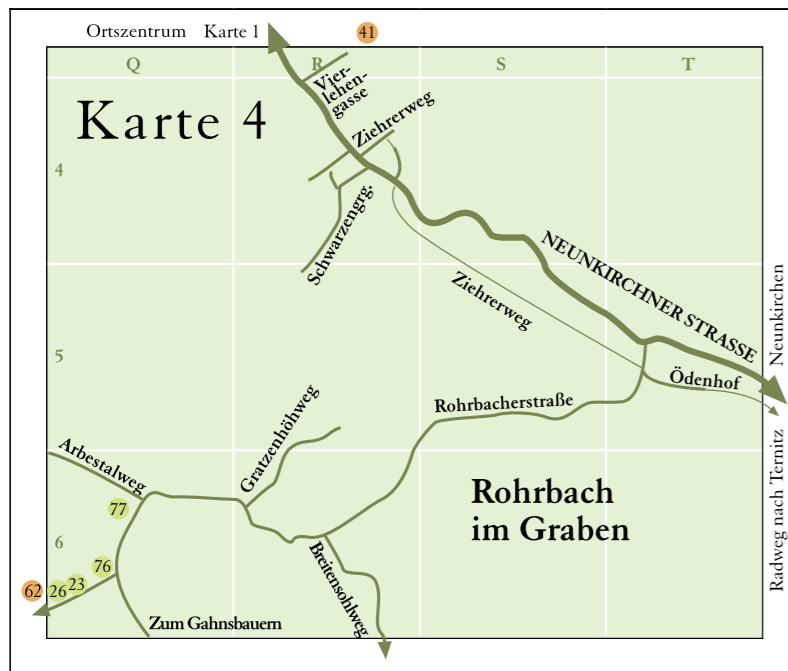 Ortszentrum Karte 1
41
Q R S T
Vier-
lehen-
gasse
Karte 4
Ziehrerweg
4
Schwarzengrg.
NEUNKIRCHNER STRASSE
Neunkirchen
Ziehrerweg
5
Ödenhof
Rohrbacherstraße
Gratzenhöhweg
Arbestalweg
Radweg nach Ternitz
77
Rohrbach
im Graben
6
76
Breitensohlweg
62 26 23
Zum Gahnsbauern